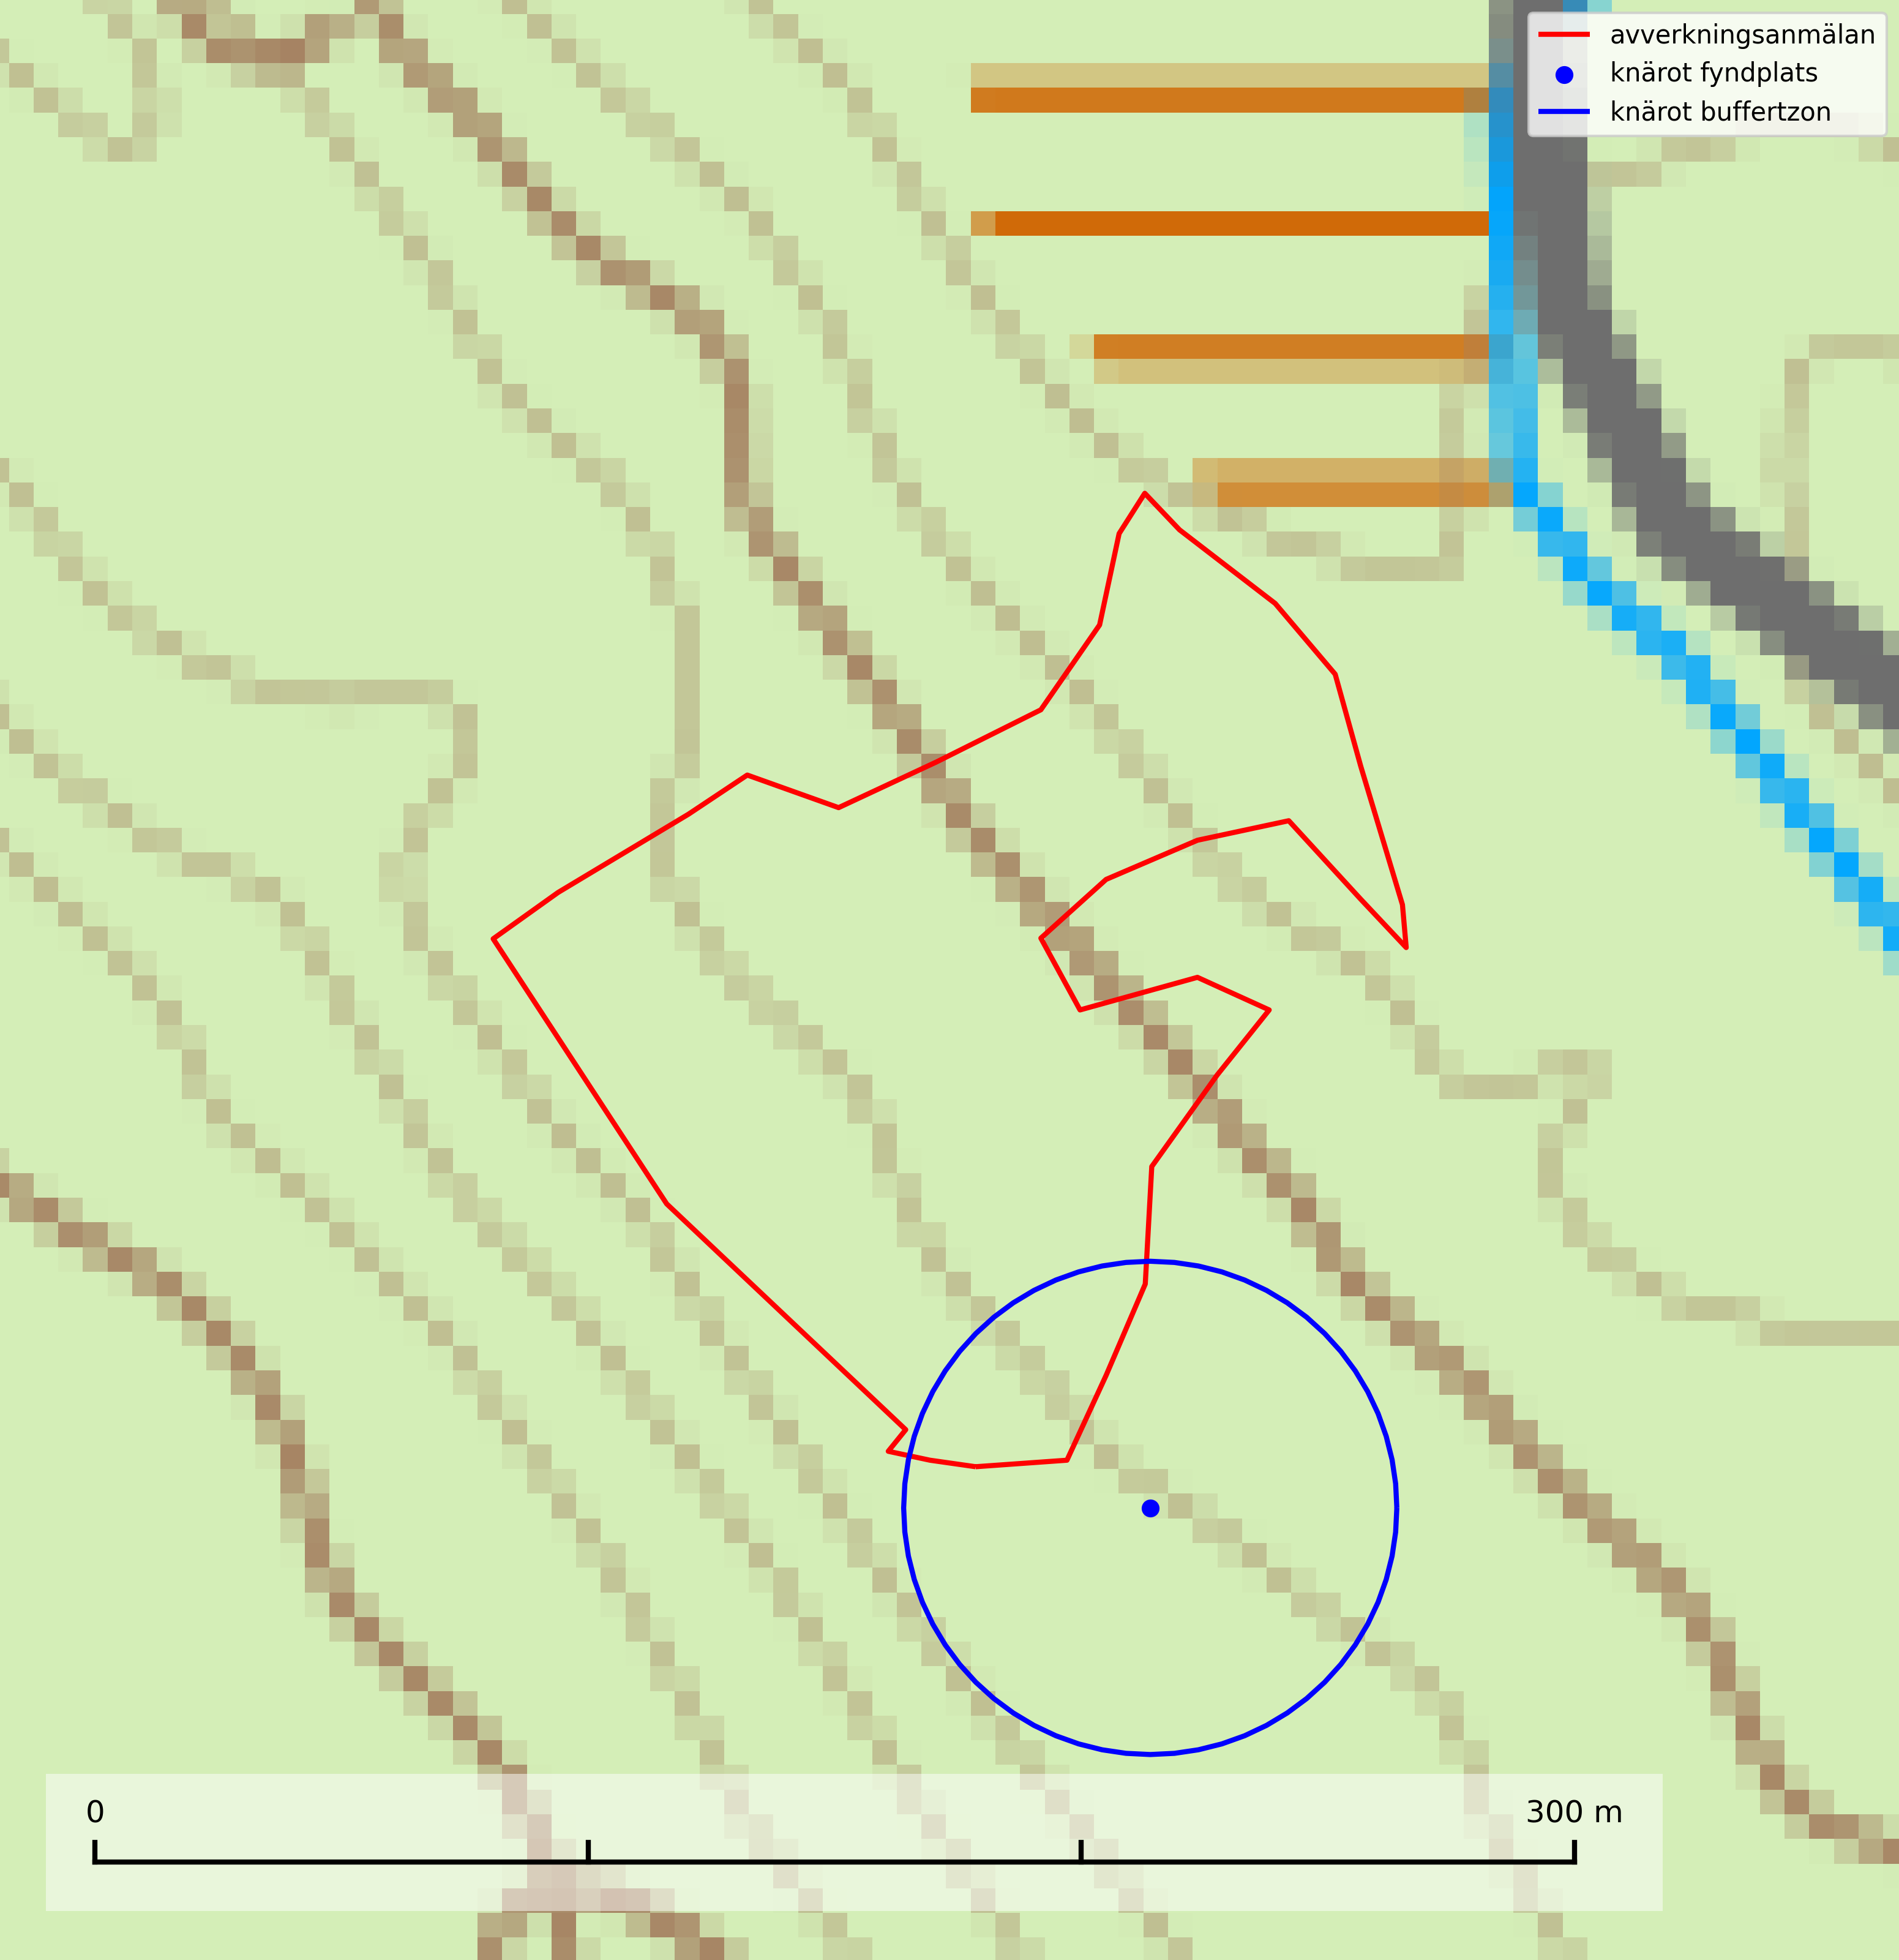 avverkningsanmälan
knärot fyndplats
knärot buffertzon
0 300 m